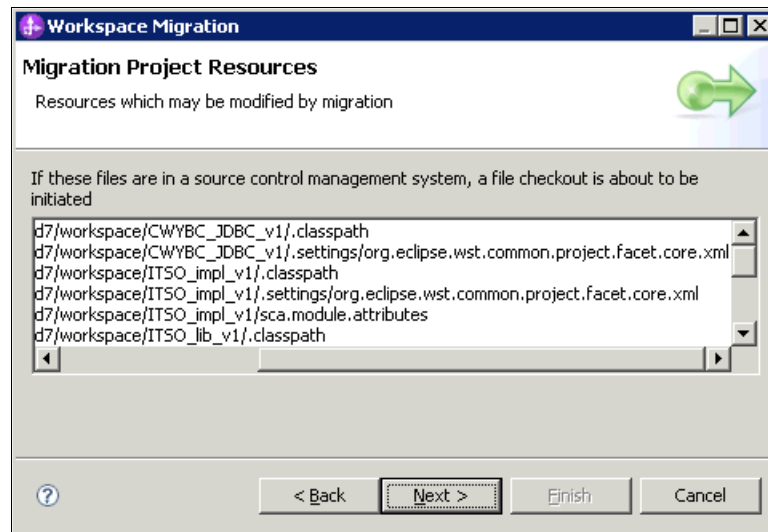 Workspace Migration
Migration Project Resources
Resources which may be modified by migration
If these files are in a source control management system, a file checkout is about to be
initiated
d7/workspace/CWYBC_JDBC_v1/.classpath
d7/workspace/CWYBC_JDBC_v1/.settings/org.eclipse.wst.common.project.facet.core.xml
d7/workspace/ITSO_impl_v1/.classpath
d7/workspace/ITSO_impl_v1/.settings/org.eclipse.wst.common.project.facet.core.xml
d7/workspace/ITSO_impl_v1/sca.module.attributes
d7/workspace/ITSO_lib_v1/.classpath
? < Back Next > Finish Cancel